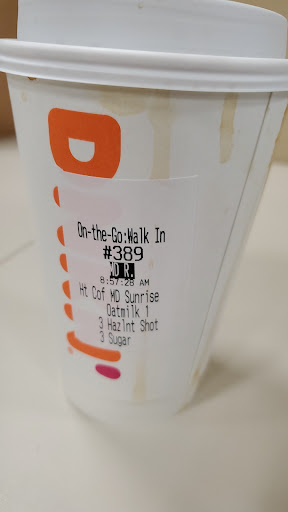 On-the-Go:Walk In
#389
MD R.
8:57:28 AM
Ht Cof MD Sunrise
Oatmilk 1
3 Hazlnt Shot
3 Sugar